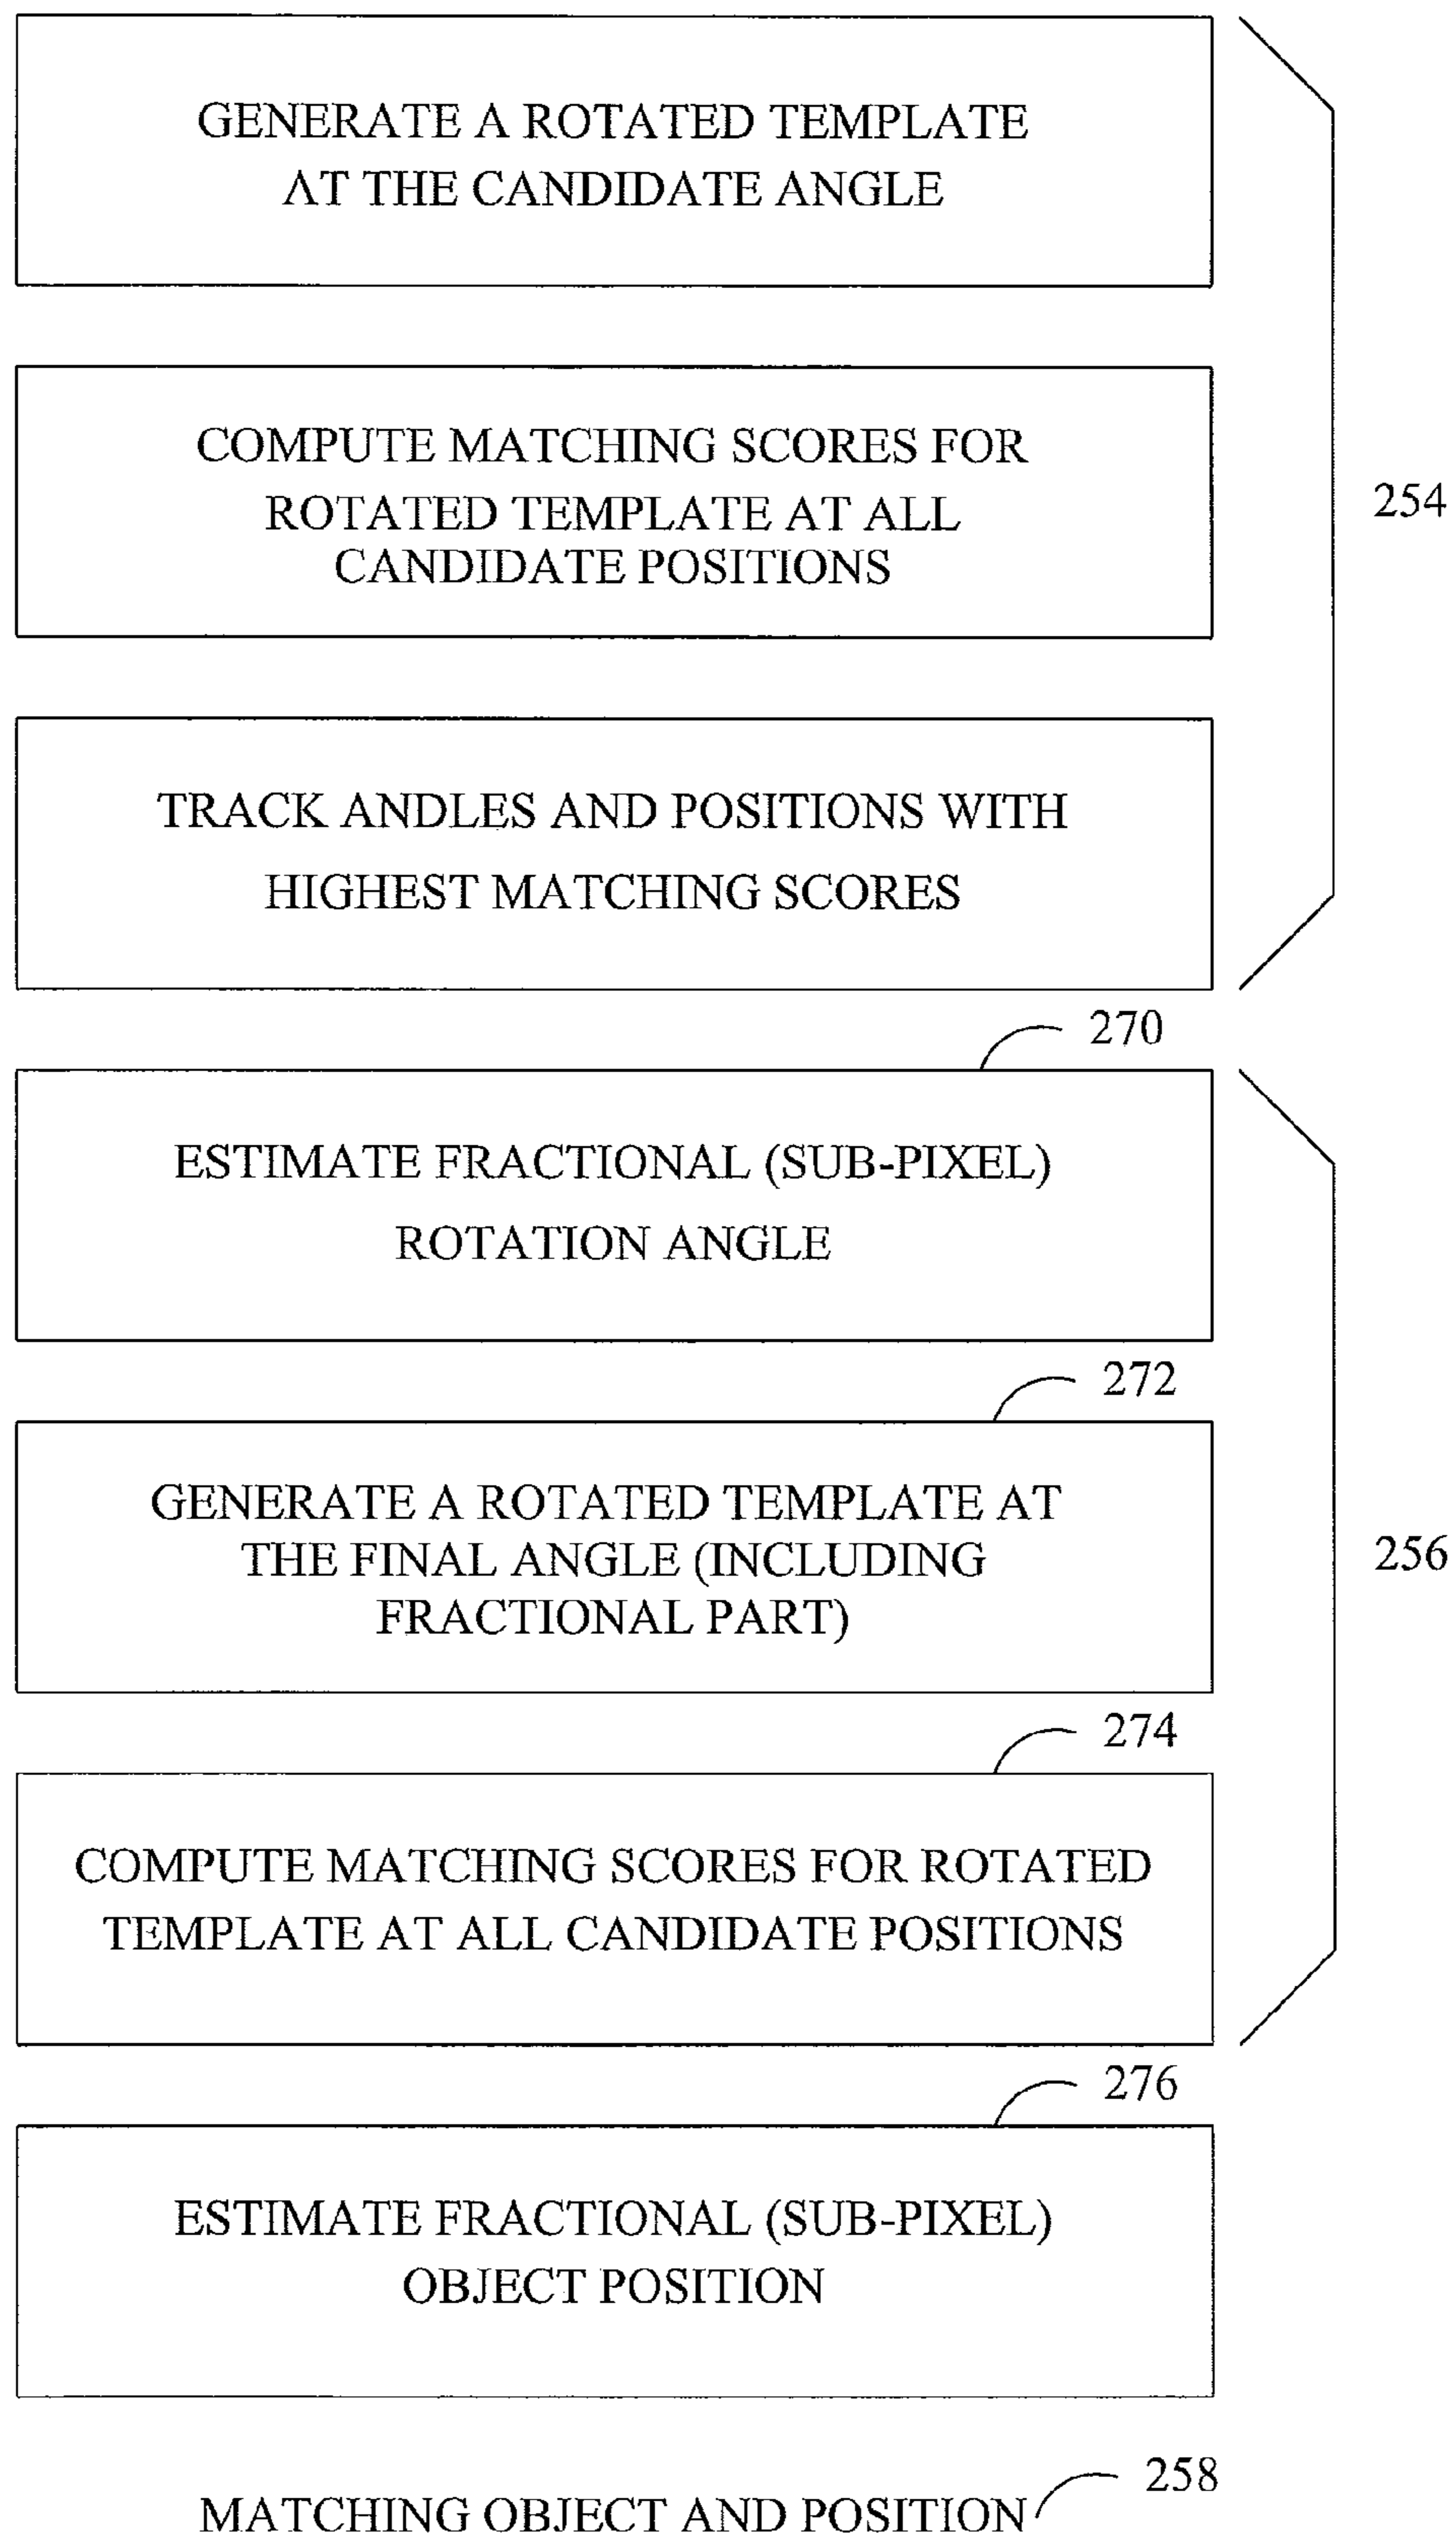 GENERATE A ROTATED TEMPLATE
AT THE CANDIDATE ANGLE
COMPUTE MATCHING SCORES FOR
ROTATED TEMPLATE AT ALL
CANDIDATE POSITIONS
254
TRACK ANDLES AND POSITIONS WITH
HIGHEST MATCHING SCORES
270
ESTIMATE FRACTIONAL (SUB-PIXEL)
ROTATION ANGLE
272
GENERATE A ROTATED TEMPLATE AT
THE FINAL ANGLE (INCLUDING
FRACTIONAL PART)
256
274
COMPUTE MATCHING SCORES FOR ROTATED
TEMPLATE AT ALL CANDIDATE POSITIONS
276
ESTIMATE FRACTIONAL (SUB-PIXEL)
OBJECT POSITION
258
MATCHING OBJECT AND POSITION